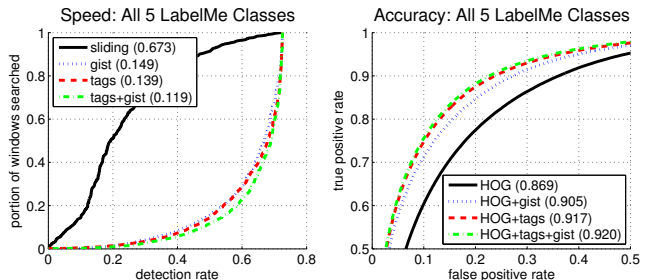 Speed: All 5 LabelMe Classes
portion of windows searched
1
0.8
0.6
0.4
0.2
0
sliding (0.673)
gist (0.149)
tags (0.139)
tags+gist (0.119)
0 0.2 0.4 0.6 0.8
detection rate
Accuracy: All 5 LabelMe Classes
true positive rate
1
0.9
0.8
0.7
0.6
0.5
HOG (0.869)
HOG+gist (0.905)
HOG+tags (0.917)
HOG+tags+gist (0.920)
0 0.1 0.2 0.3 0.4 0.5
false positive rate